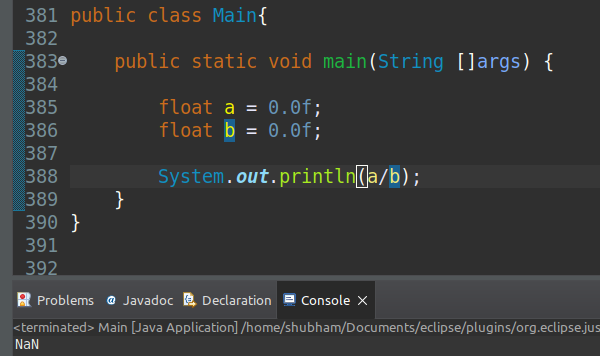 381 public class Main{
382
383 public static void main(String []args) {
384
385 float a = 0.0f;
386 float b = 0.0f;
387
388 System.out.println(a/b);
389 }
390 }
391
392
Problems @ Javadoc Declaration Console
<terminated> Main [Java Application] /home/shubham/Documents/eclipse/plugins/org.eclipse.jus
NaN